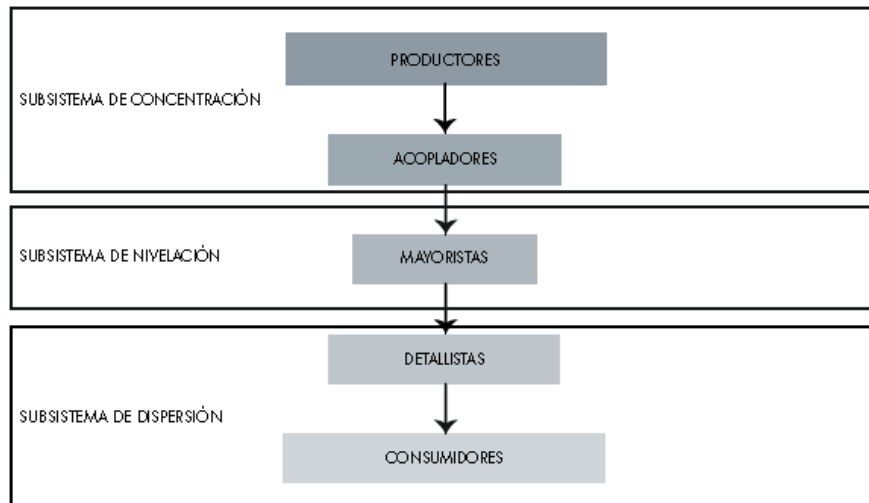 PRODUCTORES
SUBSISTEMA DE CONCENTRACIÓN
ACOPLADORES
SUBSISTEMA DE NIVELACIÓN
MAYORISTAS
DETALLISTAS
SUBSISTEMA DE DISPERSIÓN
CONSUMIDORES